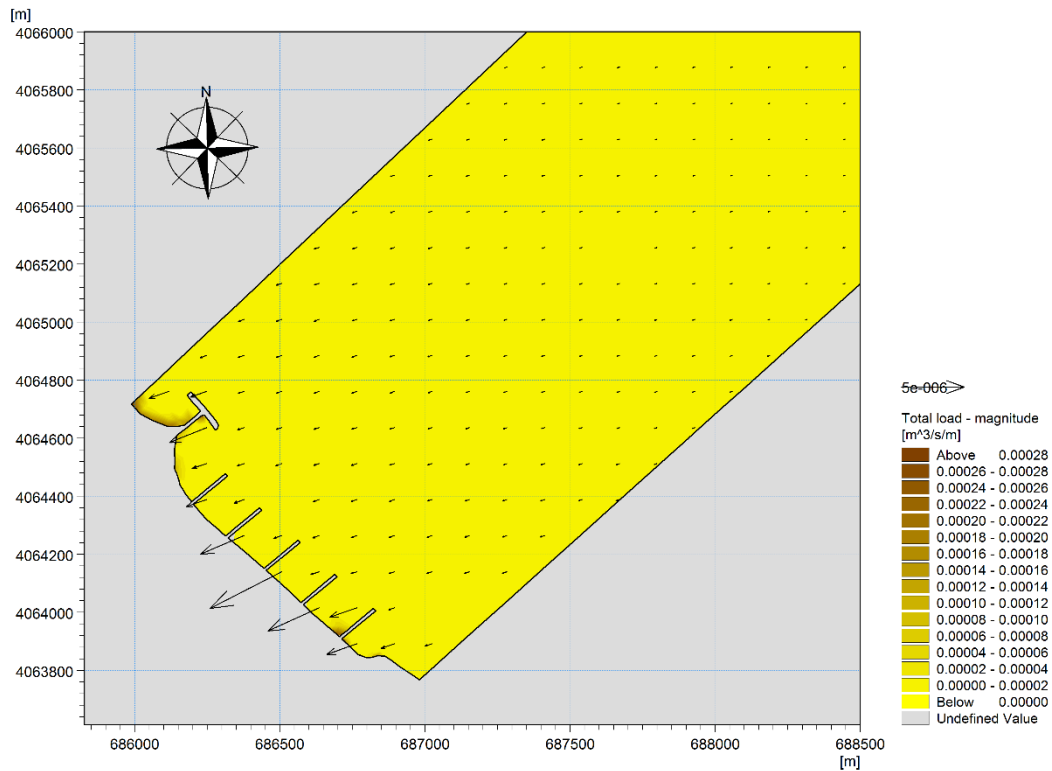 [m]
4066000
4065800
4065600
4065400
4065200
4065000
4064800
4064600
4064400
4064200
4064000
4063800
N
686000 686500 687000 687500 688000 688500
[m]
5e-006
Total load - magnitude
[m^3/s/m]
Above 0.00028
0.00026 - 0.00028
0.00024 - 0.00026
0.00022 - 0.00024
0.00020 - 0.00022
0.00018 - 0.00020
0.00016 - 0.00018
0.00014 - 0.00016
0.00012 - 0.00014
0.00010 - 0.00012
0.00008 - 0.00010
0.00006 - 0.00008
0.00004 - 0.00006
0.00002 - 0.00004
0.00000 - 0.00002
Below 0.00000
Undefined Value